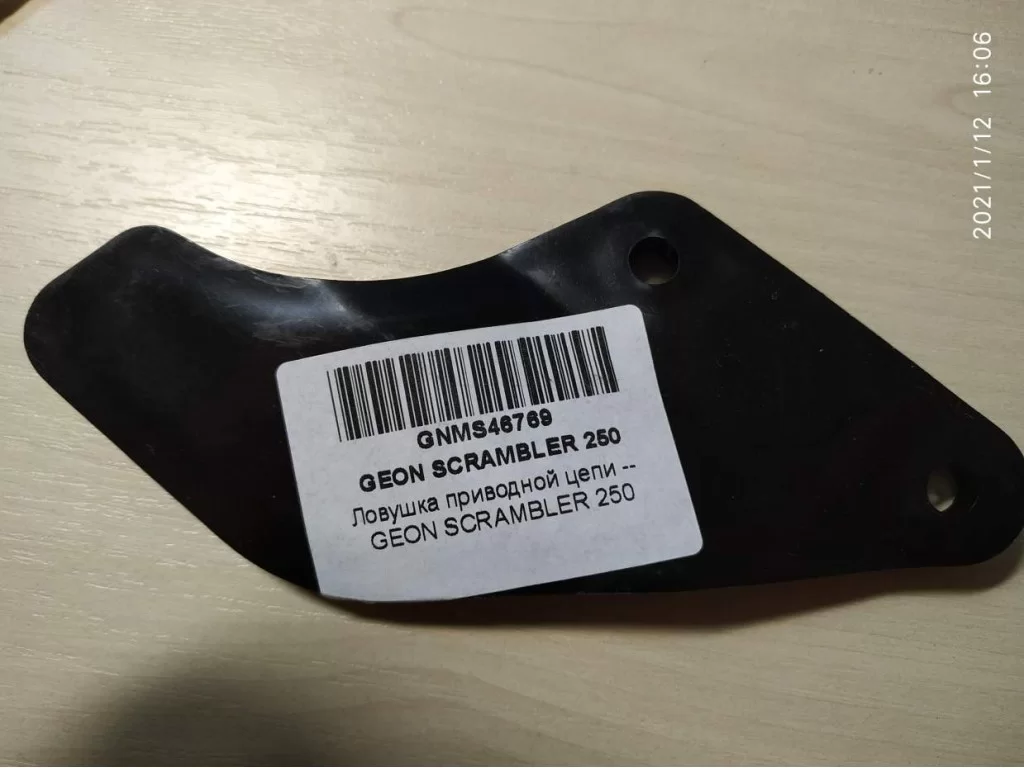 2021/1/12 16:06
GNMS46769
GEON SCRAMBLER 250
Ловушка приводной цепи --
GEON SCRAMBLER 250